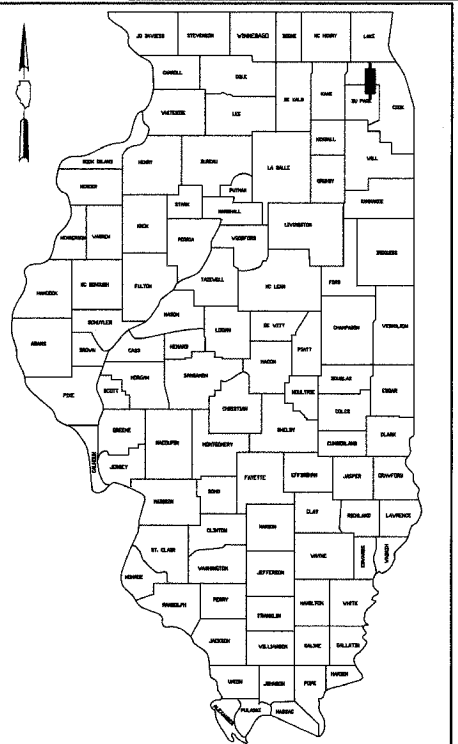 JO DAVIESS STEPHENSON WINNEBAGO BOONE MC HENRY LAKE
CARROLL OGLE DE KALB KANE DU PAGE COOK
WHITESIDE LEE
KENDALL WILL
ROCK ISLAND HENRY BUREAU LA SALLE GRUNDY
MERCER PUTNAM KANKAKEE
STARK MARSHALL LIVINGSTON
HENDERSON WARREN KNOX PEORIA WOODFORD IROQUOIS
HANCOCK MC DONOUGH FULTON TAZEWELL MC LEAN FORD
SCHUYLER MASON LOGAN DE WITT CHAMPAIGN VERMILION
ADAMS BROWN CASS MENARD MACON PIATT
PIKE SCOTT MORGAN SANGAMON CHRISTIAN MOULTRIE DOUGLAS EDGAR
COLES
CALHOUN GREENE MACOUPIN MONTGOMERY SHELBY CUMBERLAND CLARK
JERSEY FAYETTE EFFINGHAM JASPER CRAWFORD
MADISON BOND CLAY RICHLAND LAWRENCE
CLINTON MARION WAYNE EDWARDS WABASH
ST. CLAIR WASHINGTON JEFFERSON
MONROE
RANDOLPH PERRY FRANKLIN HAMILTON WHITE
JACKSON WILLIAMSON SALINE GALLATIN
UNION JOHNSON POPE HARDIN
ALEXANDER PULASKI MASSAC